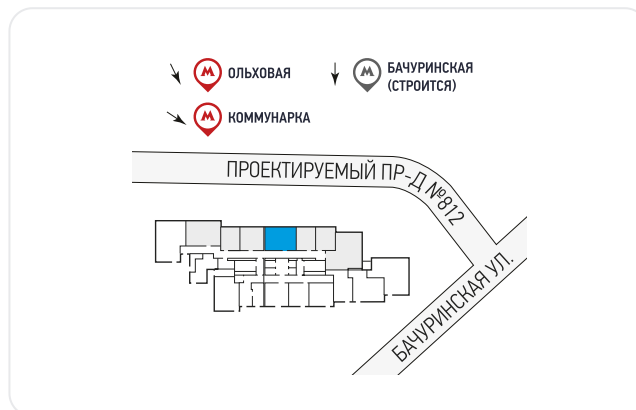 М ОЛЬХОВАЯ
М БАЧУРИНСКАЯ
(СТРОИТСЯ)
М КОММУНАРКА
ПРОЕКТИРУЕМЫЙ ПР-Д №812
БАЧУРИНСКАЯ УЛ.